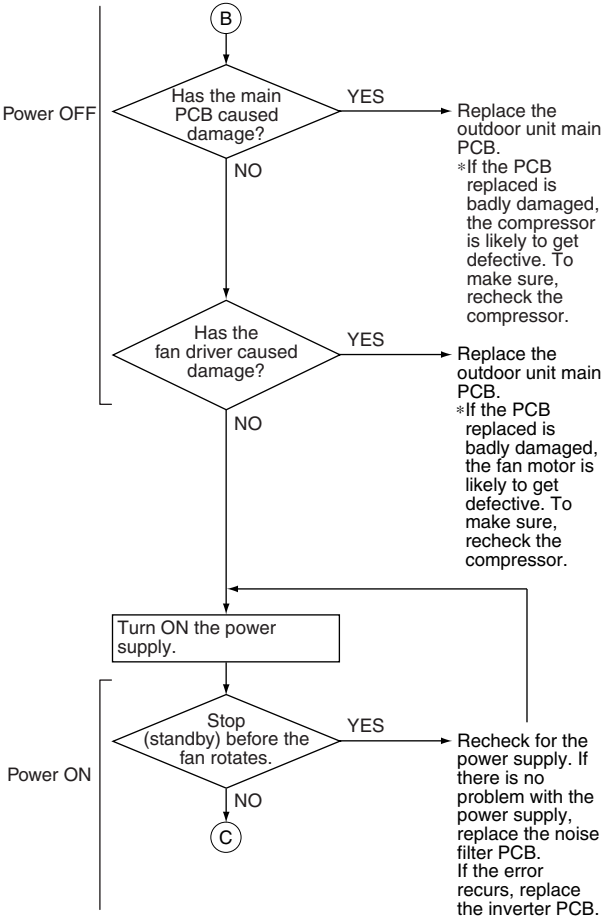 B
Power OFF
Has the main
PCB caused
damage?
YES
Replace the
outdoor unit main
PCB.
*If the PCB
replaced is
badly damaged,
the compressor
is likely to get
defective. To
make sure,
recheck the
compressor.
NO
Has the
fan driver caused
damage?
YES
Replace the
outdoor unit main
PCB.
*If the PCB
replaced is
badly damaged,
the fan motor is
likely to get
defective. To
make sure,
recheck the
compressor.
NO
Turn ON the power
supply.
Power ON
Stop
(standby) before the
fan rotates.
YES
Recheck for the
power supply. If
there is no
problem with the
power supply,
replace the noise
filter PCB.
If the error
recurs, replace
the inverter PCB.
NO
C